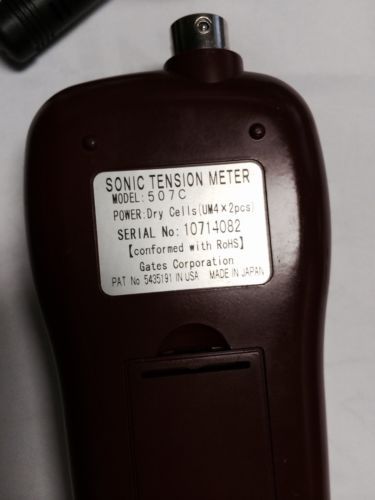 SONIC TENSION METER
MODEL: 507C
POWER: Dry Cells(UM4×2pcs)
SERIAL No: 10714082
【conformed with RoHS】
Gates Corporation
PAT No 5435191 IN USA MADE IN JAPAN